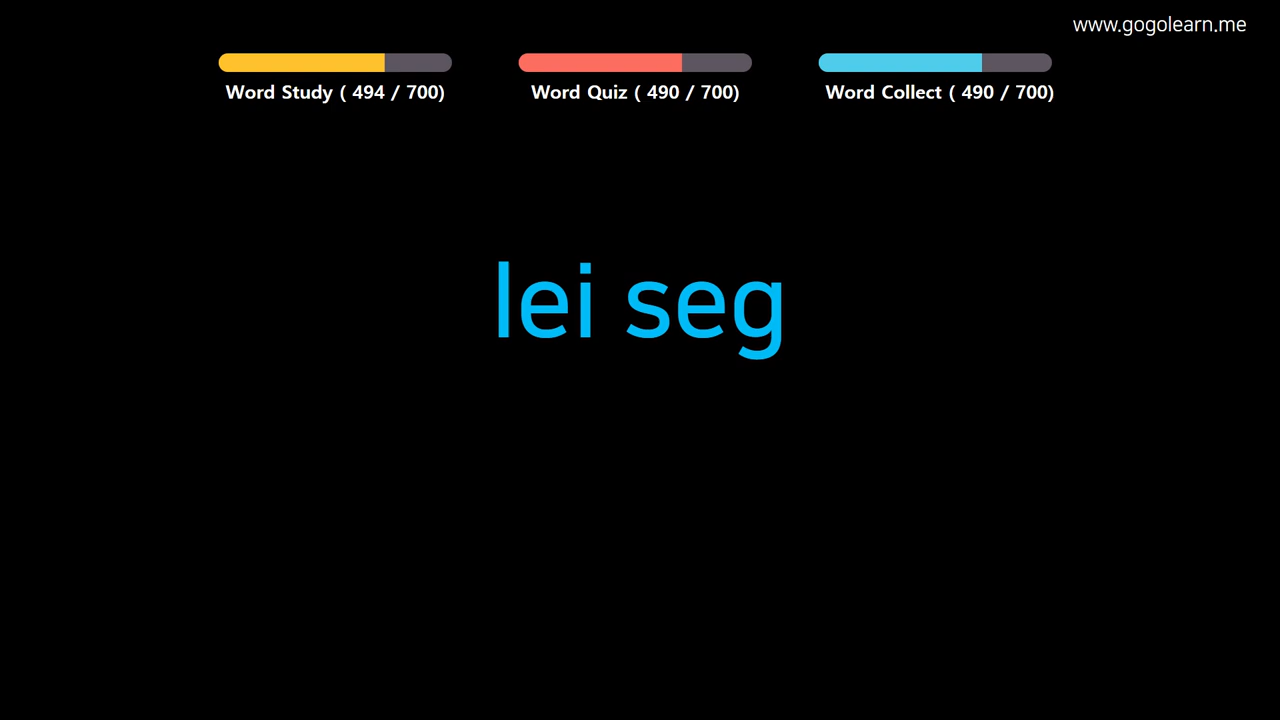 www.gogolearn.me
Word Study ( 494 / 700)
Word Quiz ( 490 / 700)
Word Collect ( 490 / 700)
lei seg